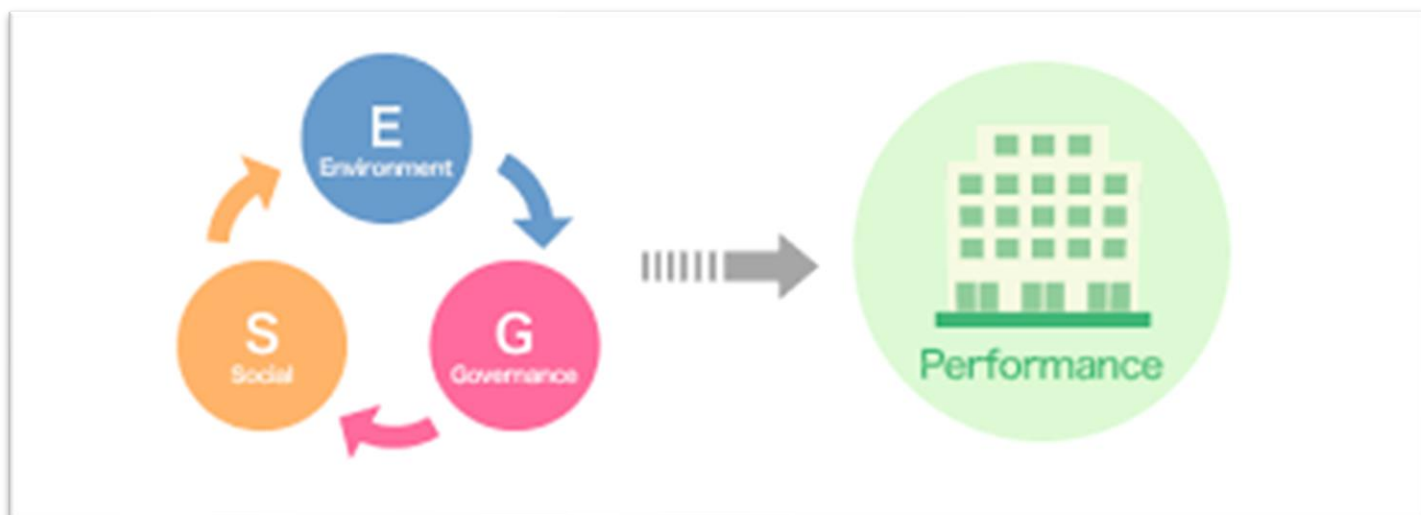 E
Environment
S
Social
G
Governance
Performance